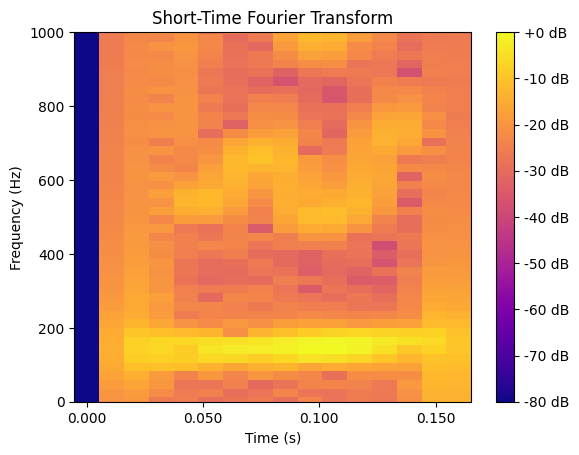 Short-Time Fourier Transform
Frequency (Hz)
1000
800
600
400
200
0
0.000
0.050
0.100
0.150
Time (s)
+0 dB
-10 dB
-20 dB
-30 dB
-40 dB
-50 dB
-60 dB
-70 dB
-80 dB